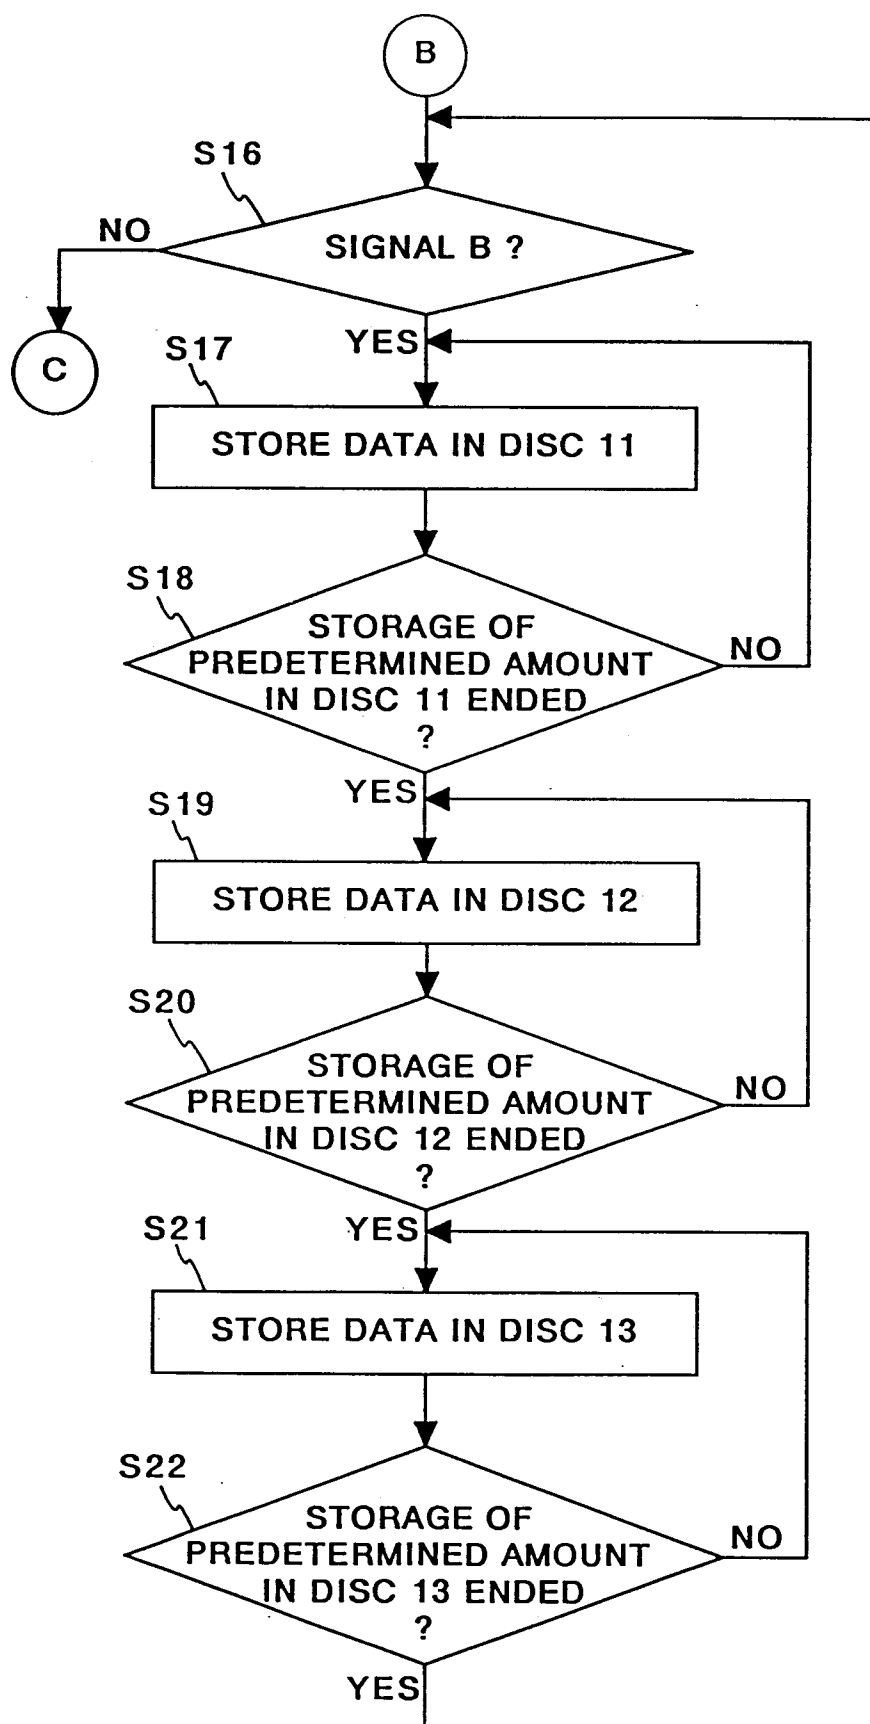 B
S16
NO
SIGNAL B ?
C
YES
S17
STORE DATA IN DISC 11
S18
STORAGE OF
PREDETERMINED AMOUNT
IN DISC 11 ENDED
?
NO
YES
S19
STORE DATA IN DISC 12
S20
STORAGE OF
PREDETERMINED AMOUNT
IN DISC 12 ENDED
?
NO
YES
S21
STORE DATA IN DISC 13
S22
STORAGE OF
PREDETERMINED AMOUNT
IN DISC 13 ENDED
?
NO
YES